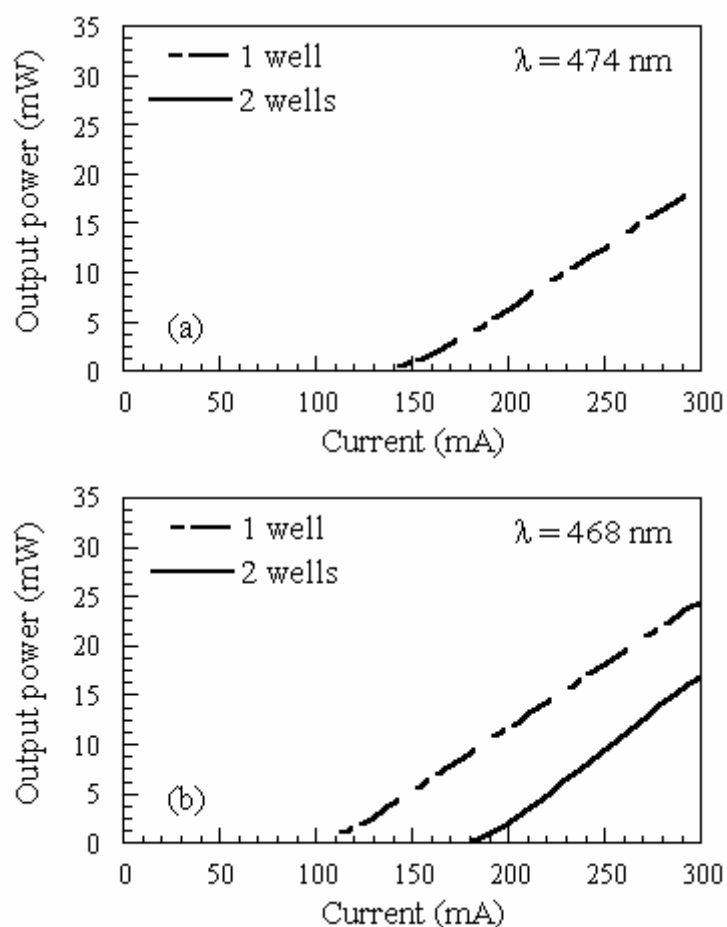 35
30
25
20
15
10
5
0
Output power (mW)
1 well
2 wells
λ = 474 nm
(a)
0 50 100 150 200 250 300
Current (mA)
35
30
25
20
15
10
5
0
Output power (mW)
1 well
2 wells
λ = 468 nm
(b)
0 50 100 150 200 250 300
Current (mA)